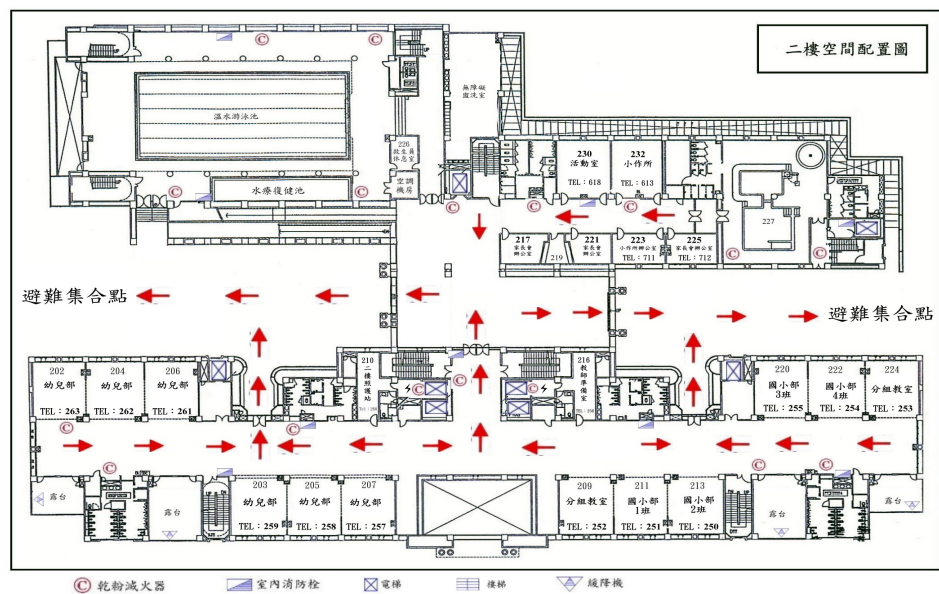 二樓空間配置圖
溫水游泳池
無障礙
盥洗室
226
救生員
休息室
空調
機房
水療復健池
230
活動室
TEL：618
232
小作所
TEL：613
227
217
家長會
辦公室
219
221
家長會
辦公室
223
小作所辦公室
TEL：711
225
家長會辦公室
TEL：712
避難集合點
避難集合點
202
幼兒部
TEL：263
204
幼兒部
TEL：262
206
幼兒部
TEL：261
210
二樓照護站
216
教師準備室
220
國小部
3班
TEL：255
222
國小部
4班
TEL：254
224
分組教室
TEL：253
露台
露台
203
幼兒部
TEL：259
205
幼兒部
TEL：258
207
幼兒部
TEL：257
209
分組教室
TEL：252
211
國小部
1班
TEL：251
213
國小部
2班
TEL：250
露台
露台
C 乾粉滅火器
室內消防栓
電梯
樓梯
緩降機